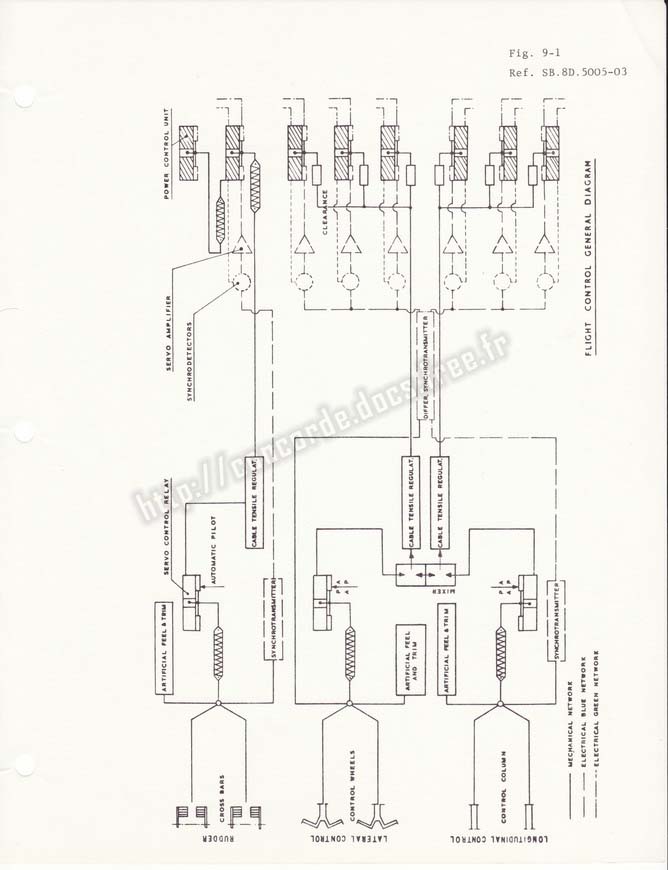 Fig. 9-1
Ref. SB.8D.5005-03
FLIGHT CONTROL GENERAL DIAGRAM
POWER CONTROL UNIT
SERVO AMPLIFIER
SYNCHRODETECTORS
CLEARANCE
DIFFER. SYNCHROTRANSMITTER
SERVO CONTROL RELAY
AUTOMATIC PILOT
CABLE TENSILE REGULAT.
CABLE TENSILE REGULAT.
CABLE TENSILE REGULAT.
ARTIFICIAL FEEL & TRIM
SYNCHROTRANSMITTER
P A
A P
MIXER
P A
A P
ARTIFICIAL FEEL
AND TRIM
ARTIFICIAL FEEL & TRIM
SYNCHROTRANSMITTER
CROSS BARS
RUDDER
CONTROL WHEELS
LATERAL CONTROL
CONTROL COLUMN
LONGITUDINAL CONTROL
MECHANICAL NETWORK
ELECTRICAL BLUE NETWORK
ELECTRICAL GREEN NETWORK
http://concorde.docs.free.fr